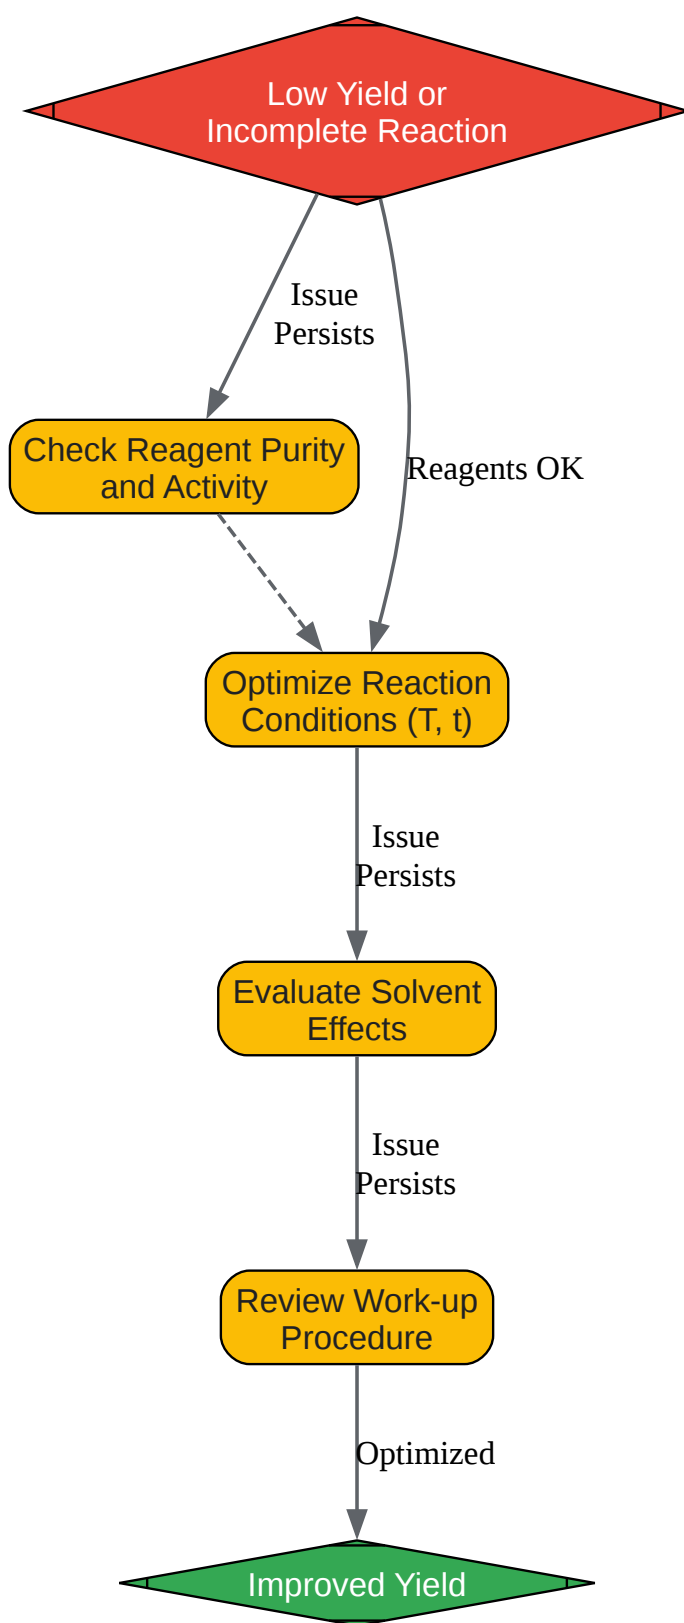 Low Yield or
Incomplete Reaction
Issue
Persists
Check Reagent Purity
and Activity
Reagents OK
Optimize Reaction
Conditions (T, t)
Issue
Persists
Evaluate Solvent
Effects
Issue
Persists
Review Work-up
Procedure
Optimized
Improved Yield